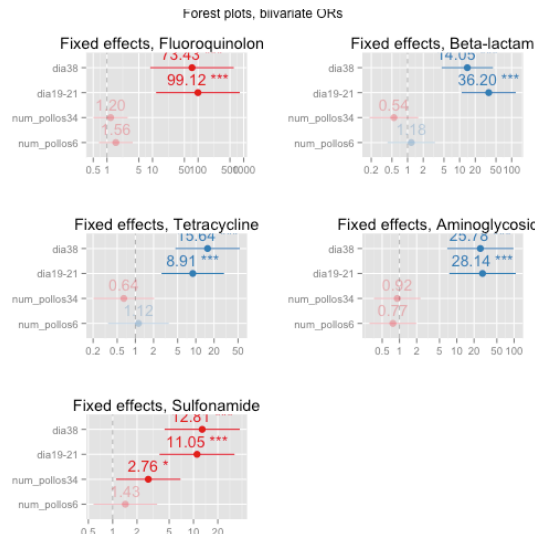 Forest plots, bivariate ORs
Fixed effects, Fluoroquinolon
dia38
dia19-21
num_pollos34
num_pollos6
73.43 ***
99.12 ***
1.20
1.56
0.5 1 5 10 50 100 500 1000
Fixed effects, Beta-lactam
dia38
dia19-21
num_pollos34
num_pollos6
14.05
36.20 ***
0.54
1.18
0.2 0.5 1 2 5 10 20 50 100
Fixed effects, Tetracycline
dia38
dia19-21
num_pollos34
num_pollos6
15.64
8.91 ***
0.64
1.12
0.2 0.5 1 2 5 10 20 50
Fixed effects, Aminoglycosid
dia38
dia19-21
num_pollos34
num_pollos6
25.78
28.14 ***
0.92
0.77
0.5 1 2 5 10 20 50 100
Fixed effects, Sulfonamide
dia38
dia19-21
num_pollos34
num_pollos6
12.81
11.05 ***
2.76 *
1.43
0.5 1 2 5 10 20